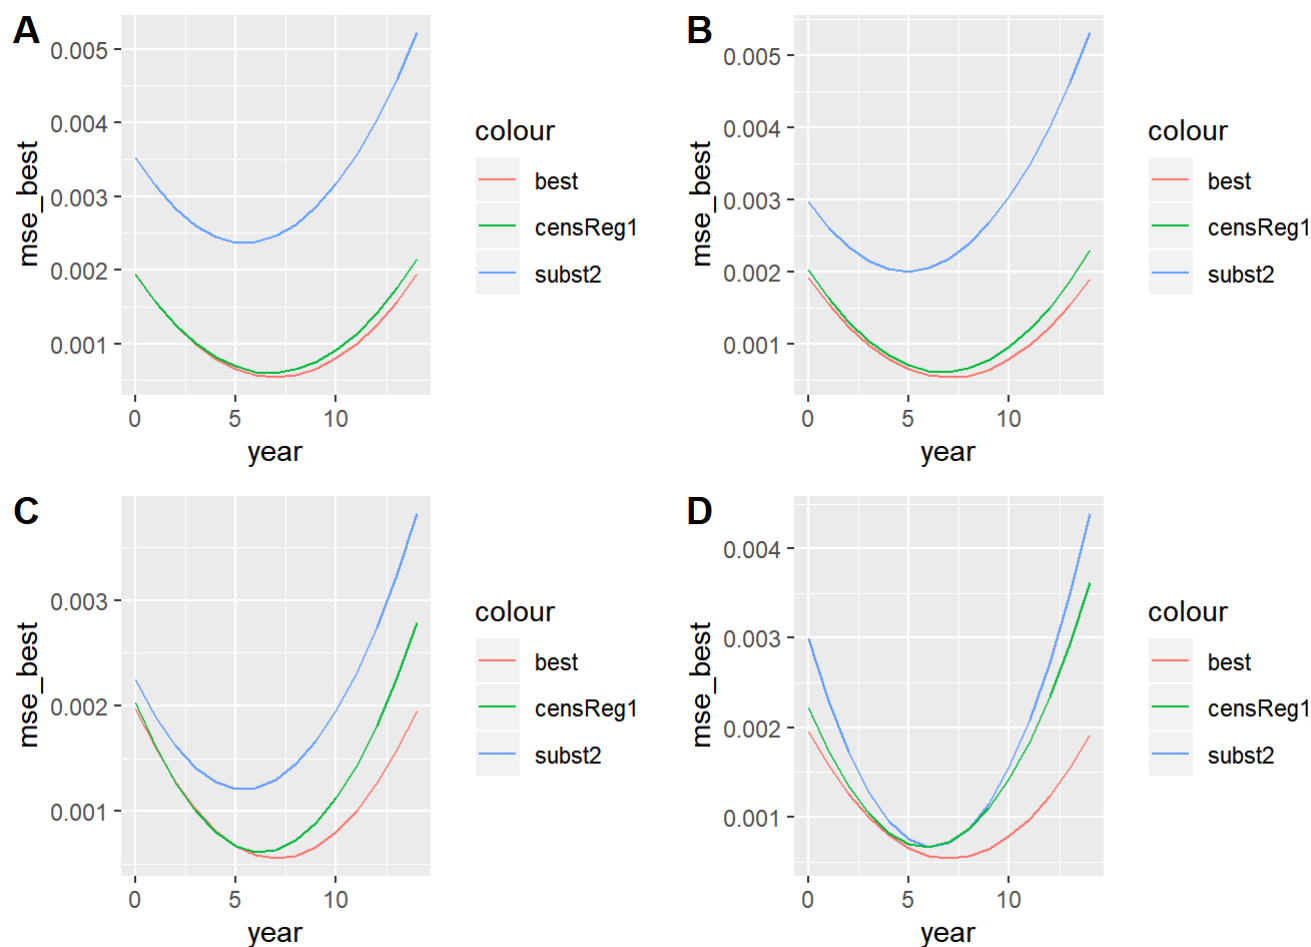 A
mse_best
0.005
0.004
0.003
0.002
0.001
0 5 10
year
colour
best
censReg1
subst2
B
mse_best
0.005
0.004
0.003
0.002
0.001
0 5 10
year
colour
best
censReg1
subst2
C
mse_best
0.003
0.002
0.001
0 5 10
year
colour
best
censReg1
subst2
D
mse_best
0.004
0.003
0.002
0.001
0 5 10
year
colour
best
censReg1
subst2